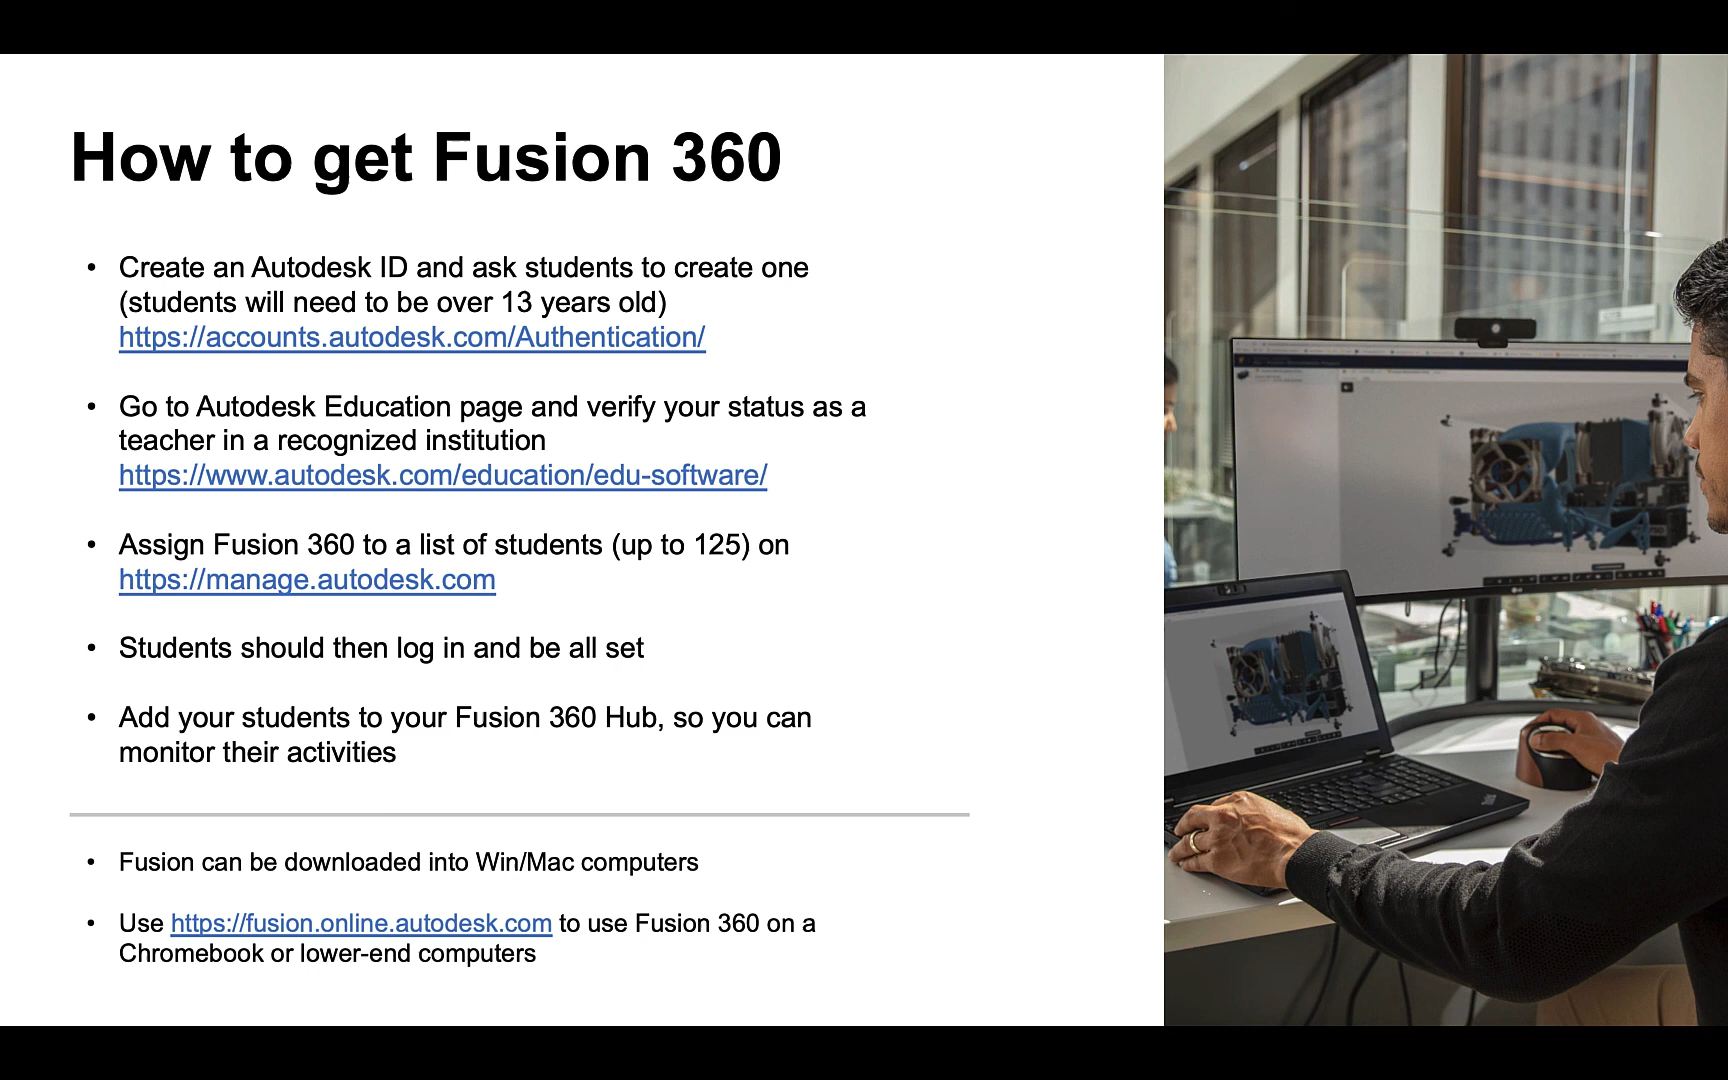 How to get Fusion 360
• Create an Autodesk ID and ask students to create one
(students will need to be over 13 years old)
https://accounts.autodesk.com/Authentication/
• Go to Autodesk Education page and verify your status as a
teacher in a recognized institution
https://www.autodesk.com/education/edu-software/
• Assign Fusion 360 to a list of students (up to 125) on
https://manage.autodesk.com
• Students should then log in and be all set
• Add your students to your Fusion 360 Hub, so you can
monitor their activities
• Fusion can be downloaded into Win/Mac computers
• Use https://fusion.online.autodesk.com to use Fusion 360 on a
Chromebook or lower-end computers